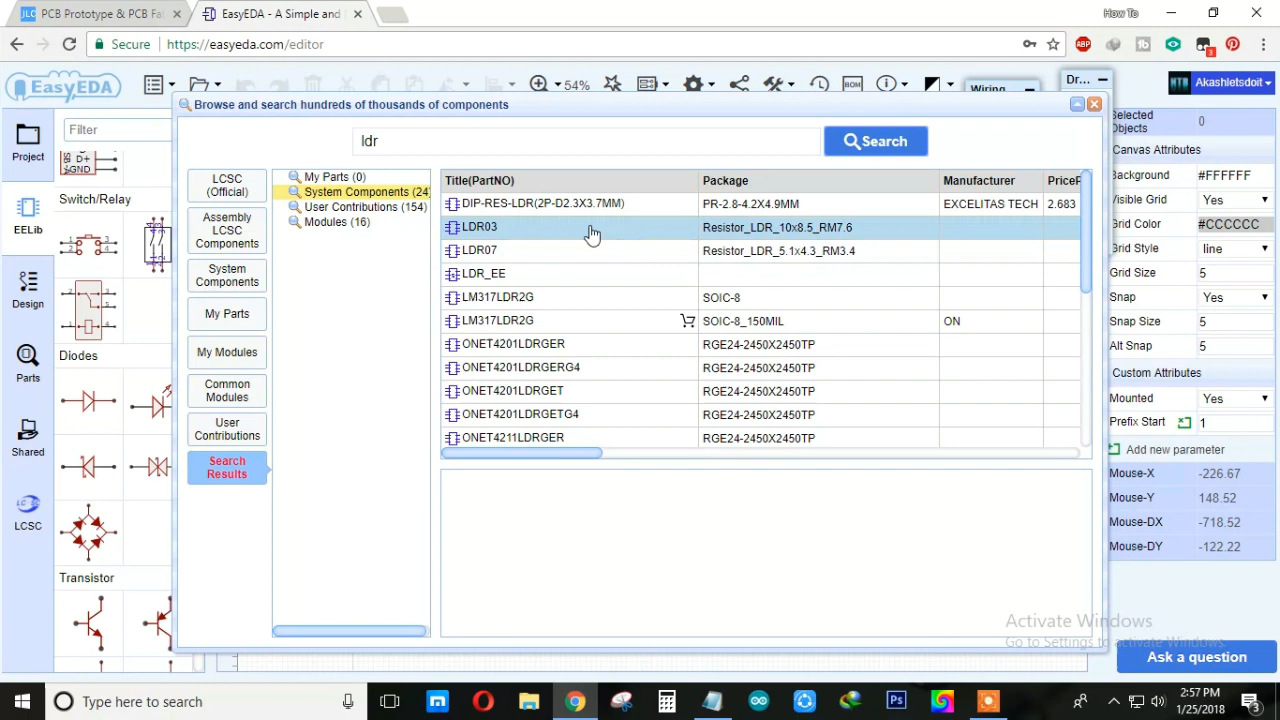 PCB Prototype & PCB Fal
EasyEDA - A Simple and
How To
Secure
https://easyeda.com/editor
ABP
EasyEDA
54%
BOM
Wiring
Dr...
Akashletsdoit
Browse and search hundreds of thousands of components
Project
EELib
Design
Parts
Shared
LCSC
Filter
D+
GND
Switch/Relay
Diodes
Transistor
ldr
Search
LCSC
(Official)
Assembly
LCSC
Components
System
Components
My Parts
My Modules
Common
Modules
User
Contributions
Search
Results
My Parts (0)
System Components (24)
User Contributions (154)
Modules (16)
Title(PartNO) Package Manufacturer PriceF
DIP-RES-LDR(2P-D2.3X3.7MM) PR-2.8-4.2X4.9MM EXCELITAS TECH 2.683
LDR03 Resistor_LDR_10x8.5_RM7.6
LDR07 Resistor_LDR_5.1x4.3_RM3.4
LDR_EE
LM317LDR2G SOIC-8
LM317LDR2G SOIC-8_150MIL ON
ONET4201LDRGER RGE24-2450X2450TP
ONET4201LDRGERG4 RGE24-2450X2450TP
ONET4201LDRGET RGE24-2450X2450TP
ONET4201LDRGETG4 RGE24-2450X2450TP
ONET4211LDRGER RGE24-2450X2450TP
Selected
Objects 0
Canvas Attributes
Background #FFFFFF
Visible Grid Yes
Grid Color #CCCCCC
Grid Style line
Grid Size 5
Snap Yes
Snap Size 5
Alt Snap 5
Custom Attributes
Mounted Yes
Prefix Start 1
Add new parameter
Mouse-X -226.67
Mouse-Y 148.52
Mouse-DX -718.52
Mouse-DY -122.22
Activate Windows
Go to Settings to activate Windows.
Ask a question
Type here to search
2:57 PM
1/25/2018